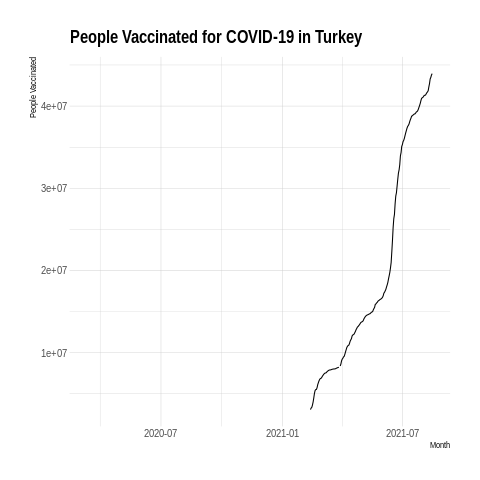 People Vaccinated for COVID-19 in Turkey
People Vaccinated
4e+07
3e+07
2e+07
1e+07
2020-07 2021-01 2021-07
Month